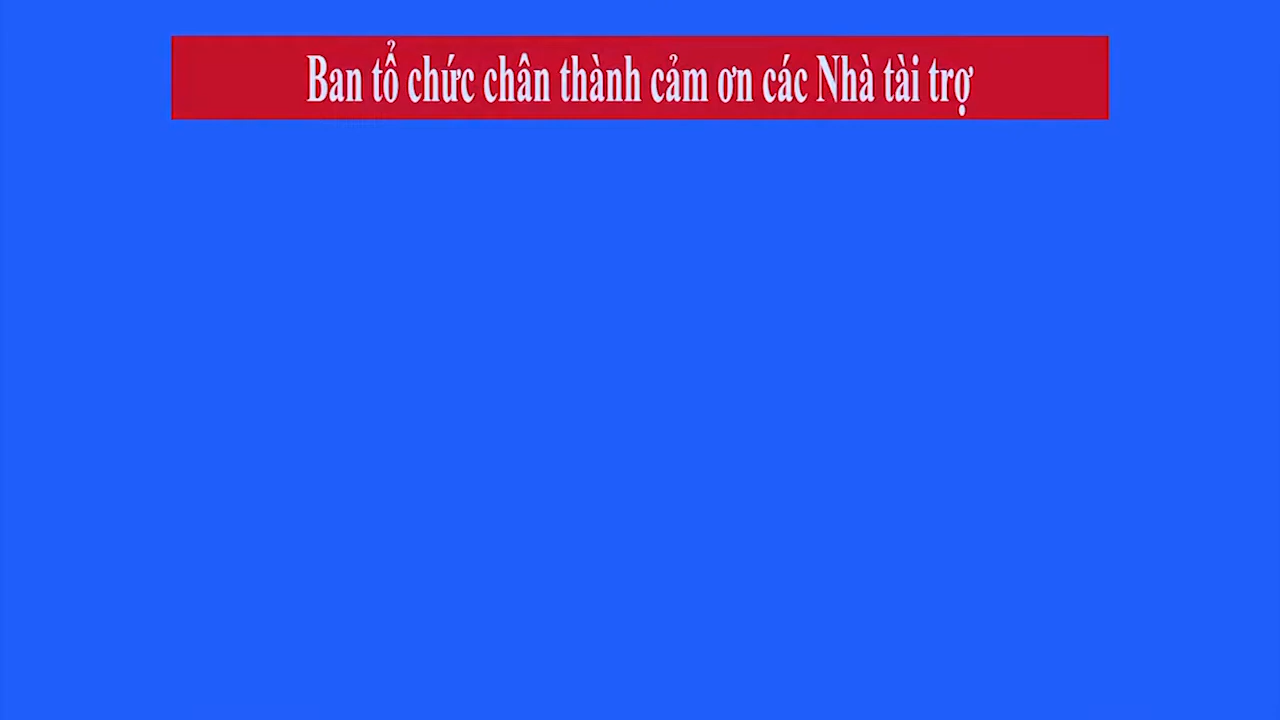 Ban tổ chức chân thành cảm ơn các Nhà tài trợ